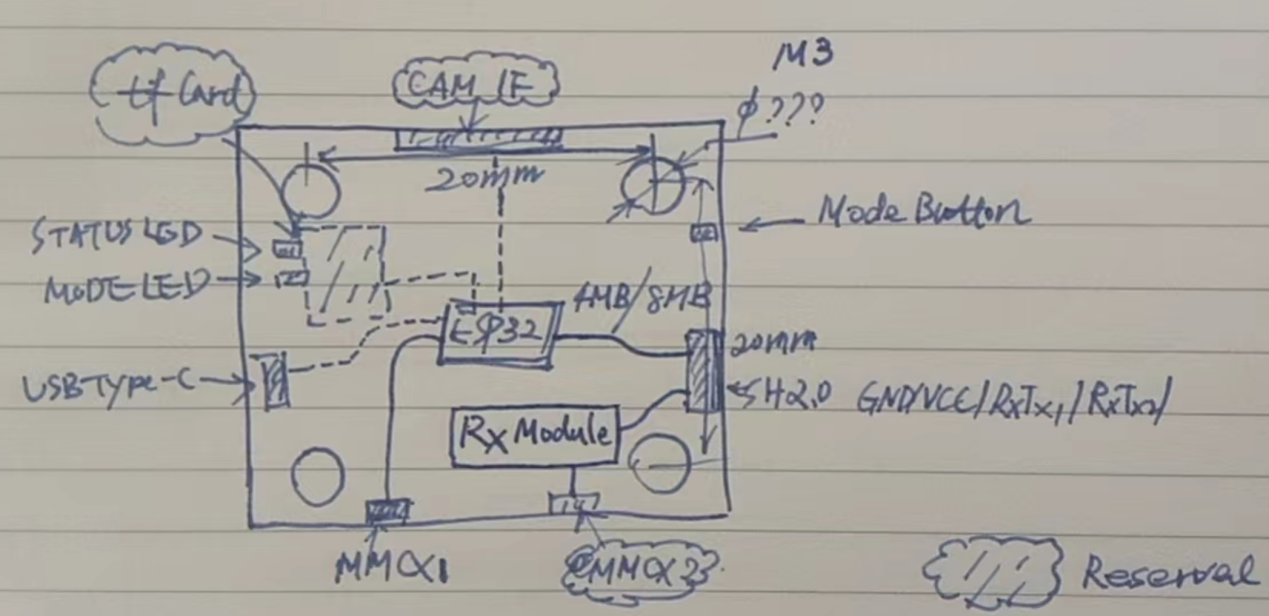 M3
tf Card
CAM IF
φ???
20mm
Mode Button
STATUS LED
MODE LED
4MB/8MB
ESP32
20mm
USB Type-C
SH2.0 GND/VCC/RxTx1/RxTx2/
Rx Module
MMCX1
MMCX2
Reserval